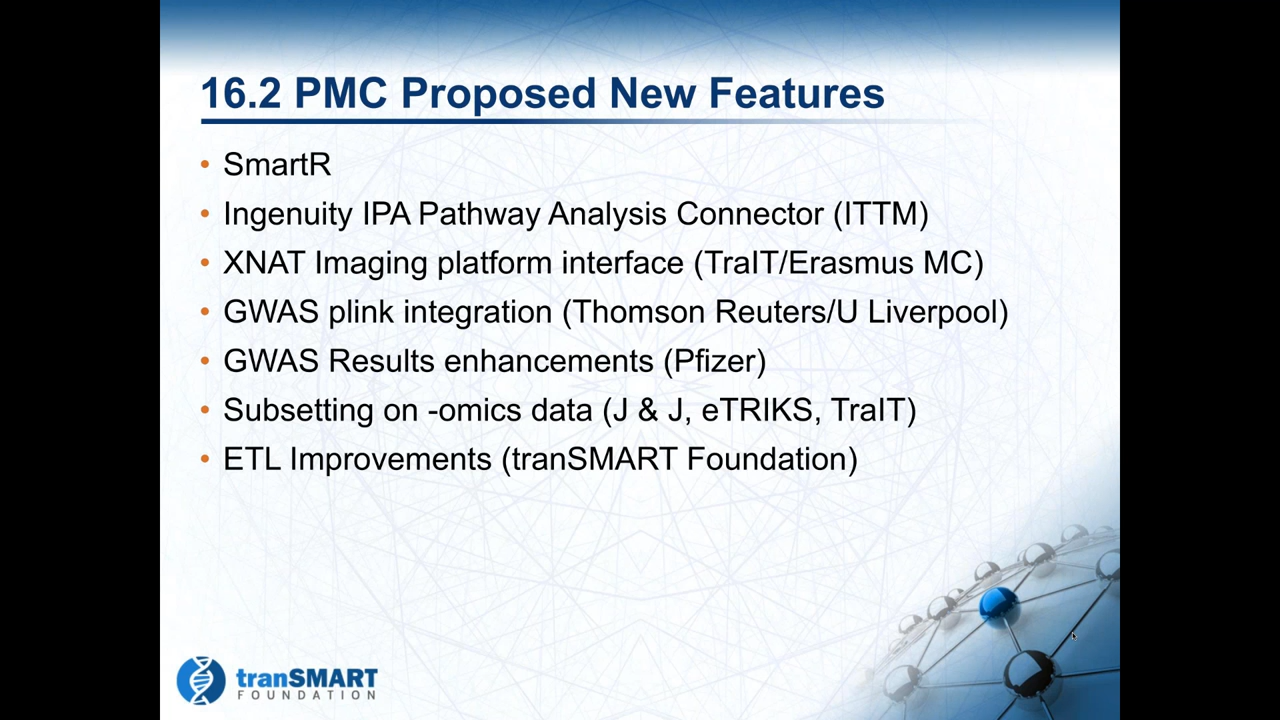 16.2 PMC Proposed New Features
• SmartR
• Ingenuity IPA Pathway Analysis Connector (ITTM)
• XNAT Imaging platform interface (TraIT/Erasmus MC)
• GWAS plink integration (Thomson Reuters/U Liverpool)
• GWAS Results enhancements (Pfizer)
• Subsetting on -omics data (J & J, eTRIKS, TraIT)
• ETL Improvements (tranSMART Foundation)
tranSMART
FOUNDATION